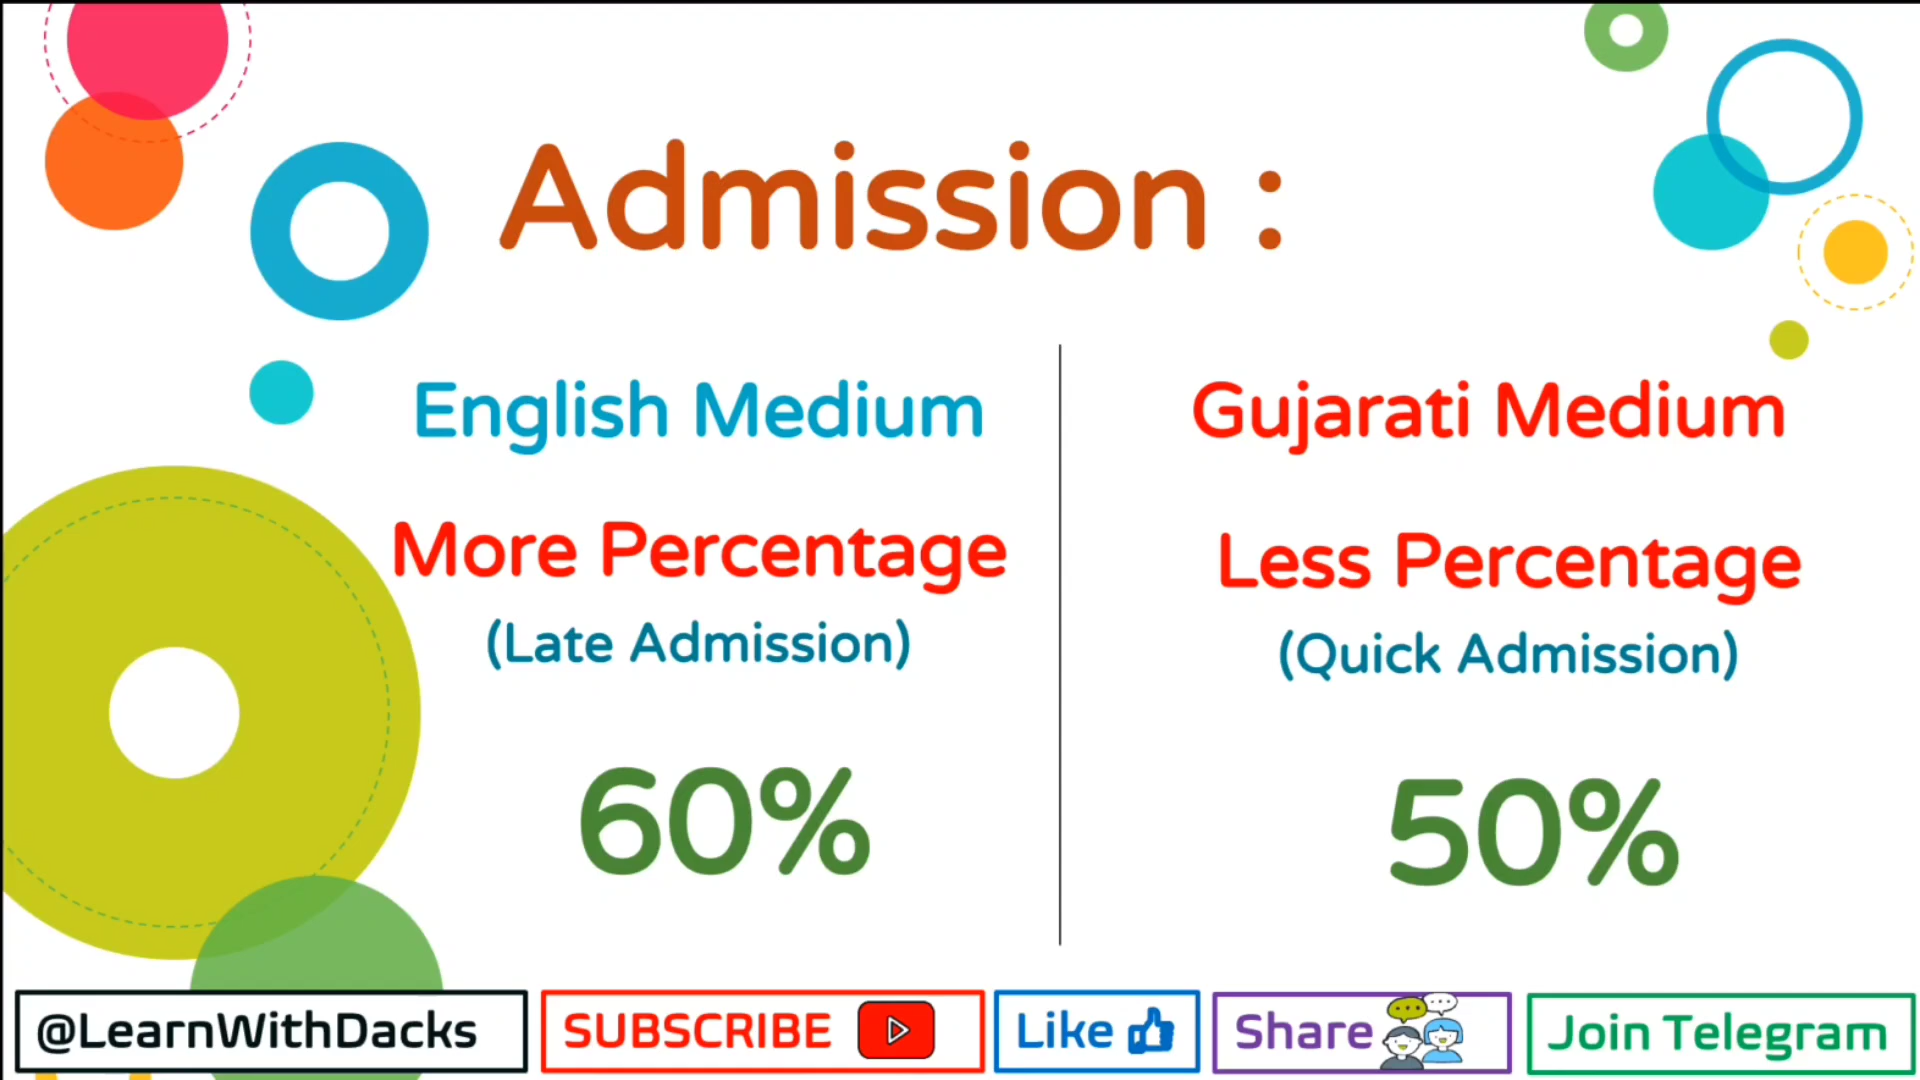 Admission :
English Medium
More Percentage
(Late Admission)
60%
Gujarati Medium
Less Percentage
(Quick Admission)
50%
@LearnWithDacks
SUBSCRIBE
Like
Share
Join Telegram